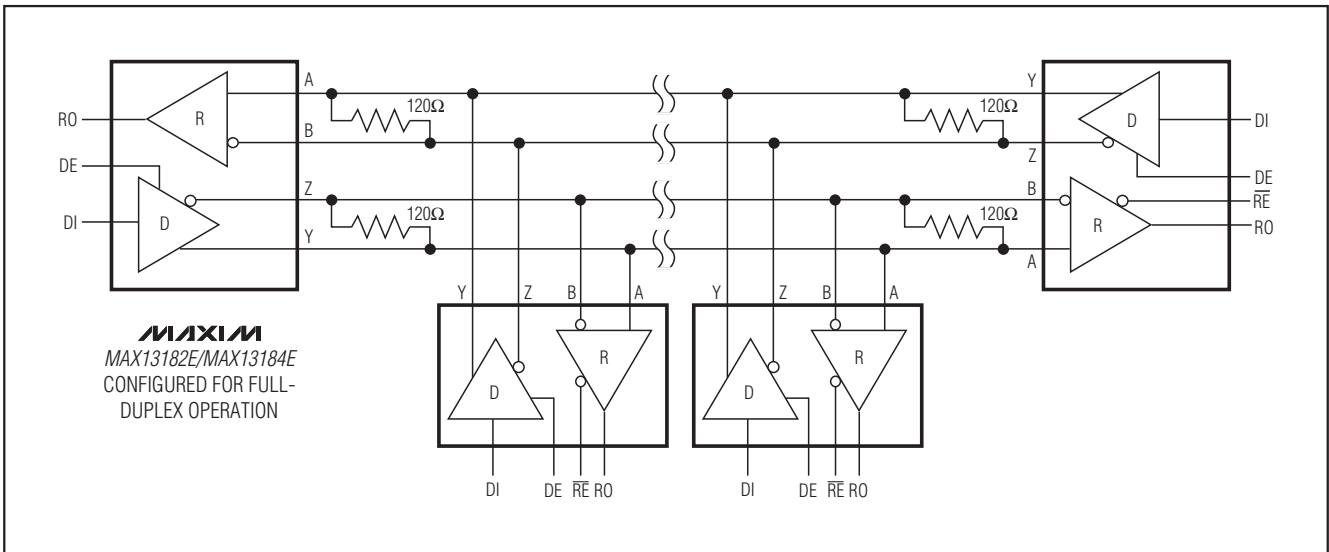 A
120Ω
120Ω
Y
RO
R
D
DI
B
Z
DE
DE
Z
B
RE
DI
D
120Ω
120Ω
R
RO
Y
A
Y
Z
B
A
Y
Z
B
A
MAXIM
MAX13182E/MAX13184E
CONFIGURED FOR FULL-
DUPLEX OPERATION
D
R
D
R
DI
DE
RE
RO
DI
DE
RE
RO